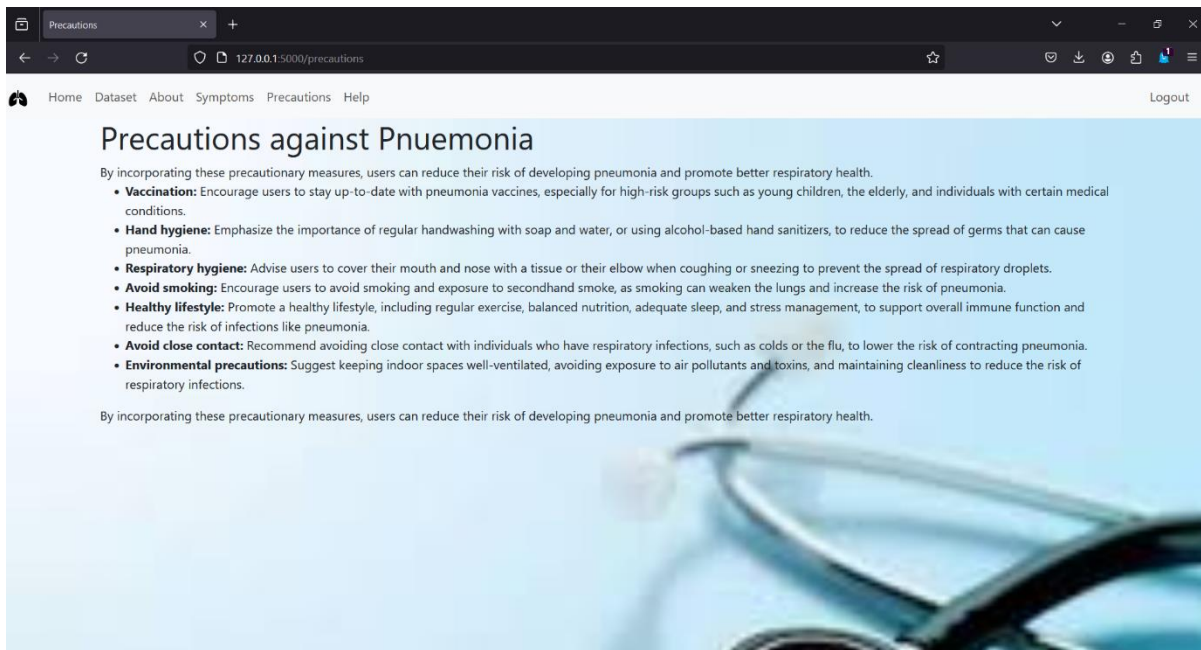 Precautions
127.0.0.1:5000/precautions
1
Home Dataset About Symptoms Precautions Help Logout
Precautions against Pnuemonia
By incorporating these precautionary measures, users can reduce their risk of developing pneumonia and promote better respiratory health.
• Vaccination: Encourage users to stay up-to-date with pneumonia vaccines, especially for high-risk groups such as young children, the elderly, and individuals with certain medical
conditions.
• Hand hygiene: Emphasize the importance of regular handwashing with soap and water, or using alcohol-based hand sanitizers, to reduce the spread of germs that can cause
pneumonia.
• Respiratory hygiene: Advise users to cover their mouth and nose with a tissue or their elbow when coughing or sneezing to prevent the spread of respiratory droplets.
• Avoid smoking: Encourage users to avoid smoking and exposure to secondhand smoke, as smoking can weaken the lungs and increase the risk of pneumonia.
• Healthy lifestyle: Promote a healthy lifestyle, including regular exercise, balanced nutrition, adequate sleep, and stress management, to support overall immune function and
reduce the risk of infections like pneumonia.
• Avoid close contact: Recommend avoiding close contact with individuals who have respiratory infections, such as colds or the flu, to lower the risk of contracting pneumonia.
• Environmental precautions: Suggest keeping indoor spaces well-ventilated, avoiding exposure to air pollutants and toxins, and maintaining cleanliness to reduce the risk of
respiratory infections.
By incorporating these precautionary measures, users can reduce their risk of developing pneumonia and promote better respiratory health.